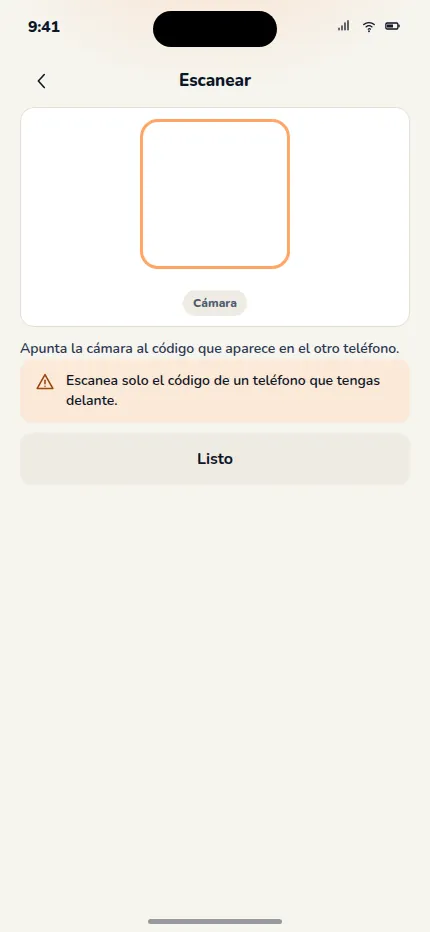 9:41
Escanear
Cámara
Apunta la cámara al código que aparece en el otro teléfono.
Escanea solo el código de un teléfono que tengas
delante.
Listo